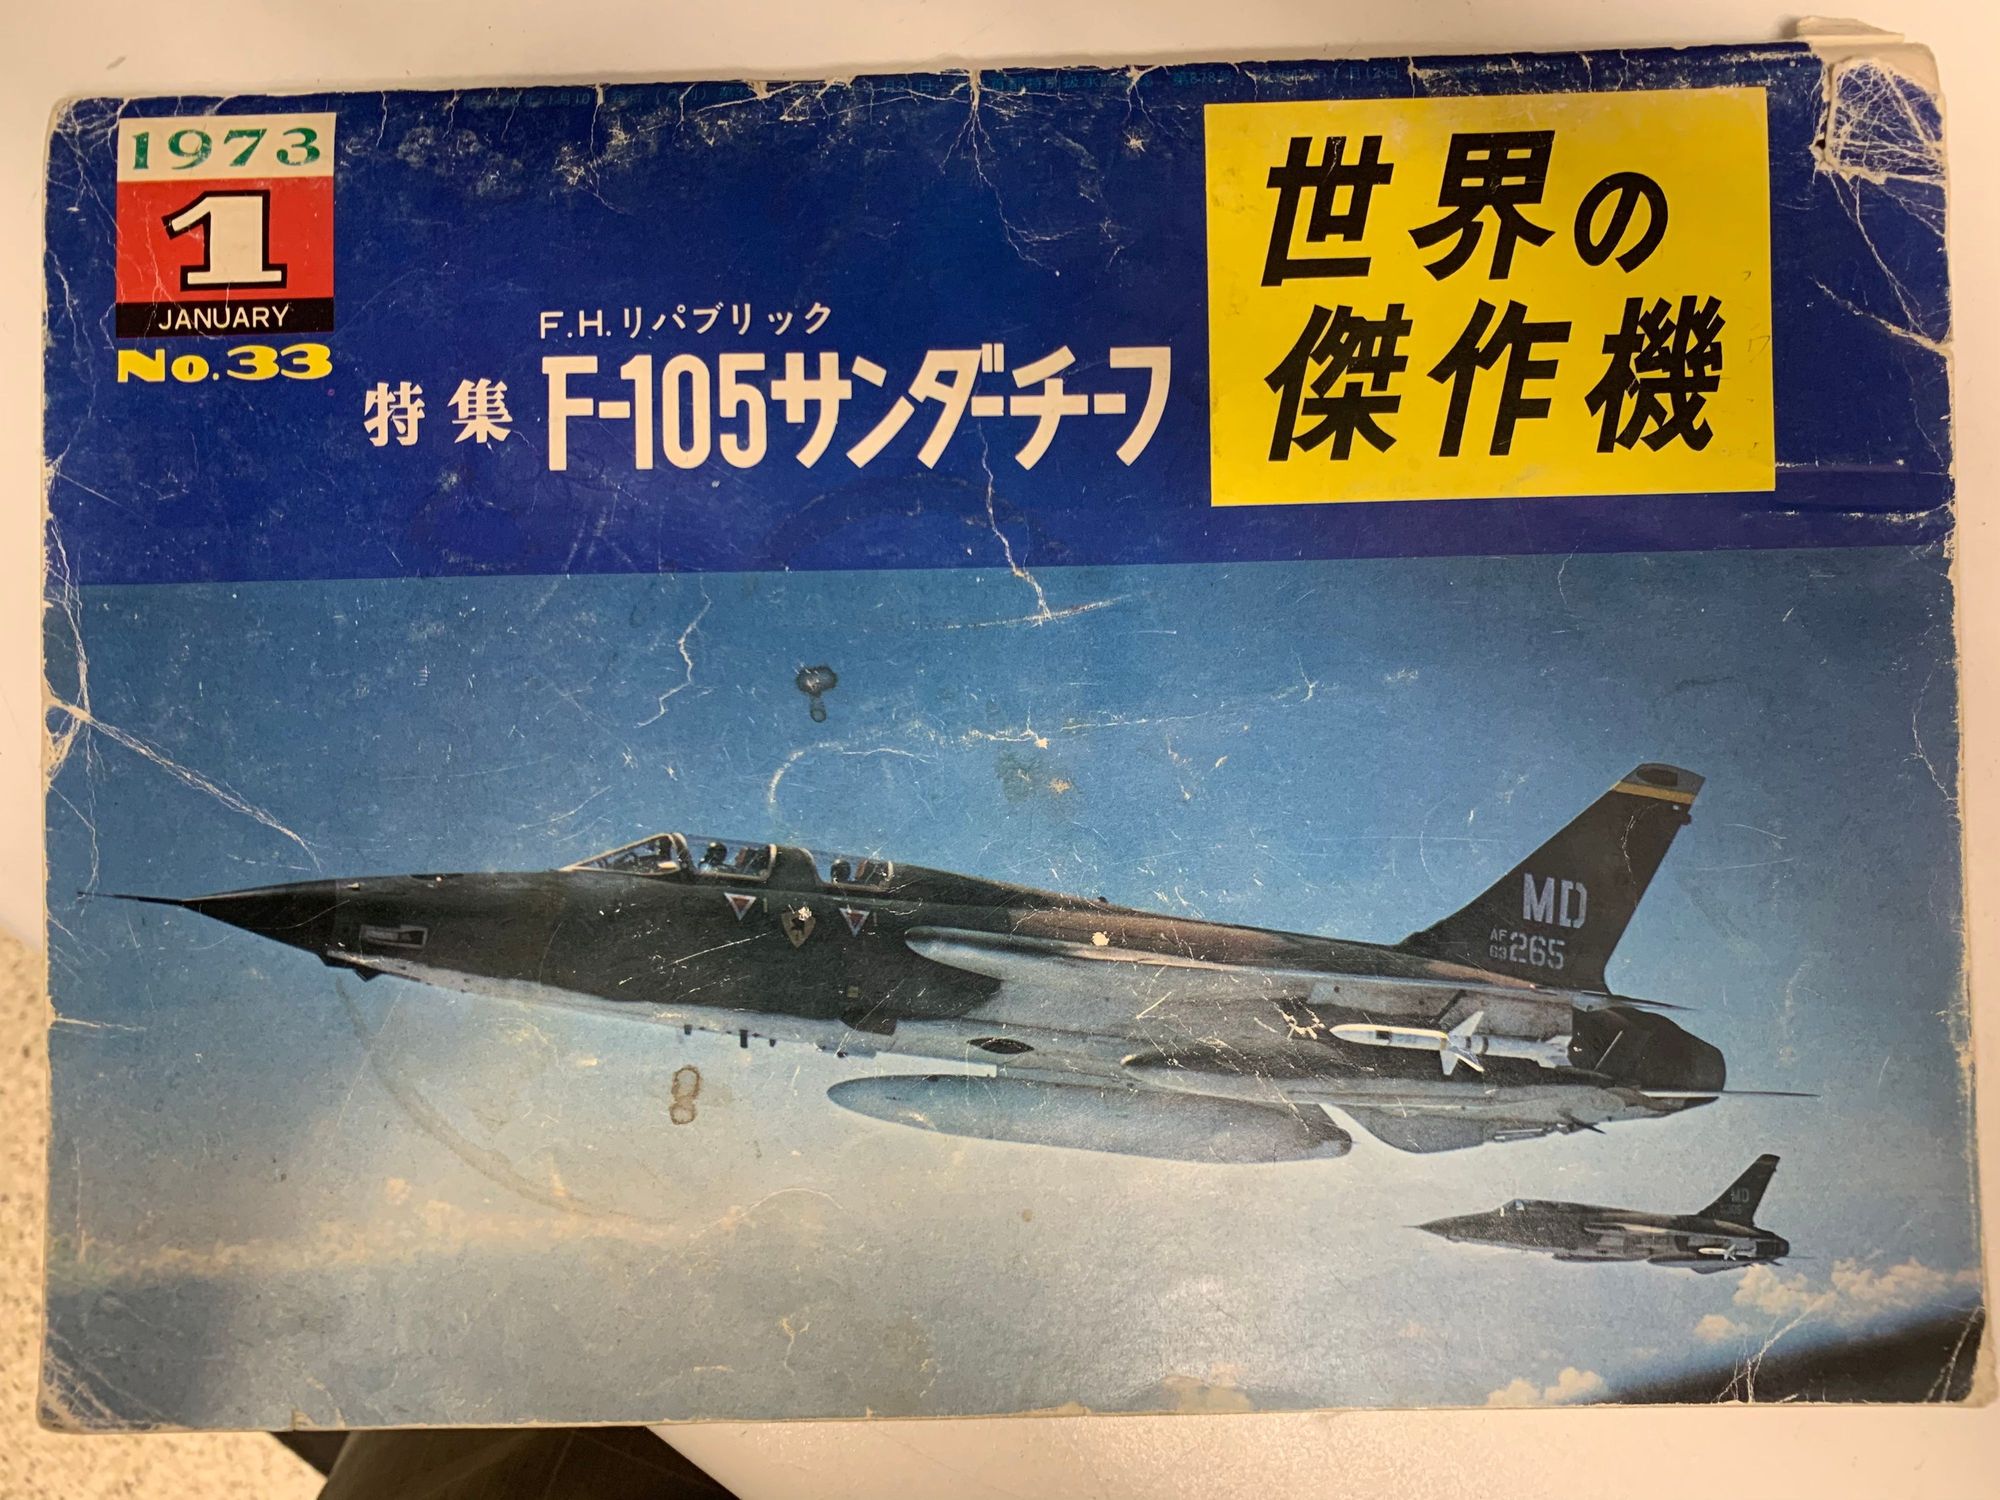 1973
1
JANUARY
No.33
F.H.リパブリック
特集 F-105サンダーチーフ
世界の
傑作機
MD
AF
63 265
MD